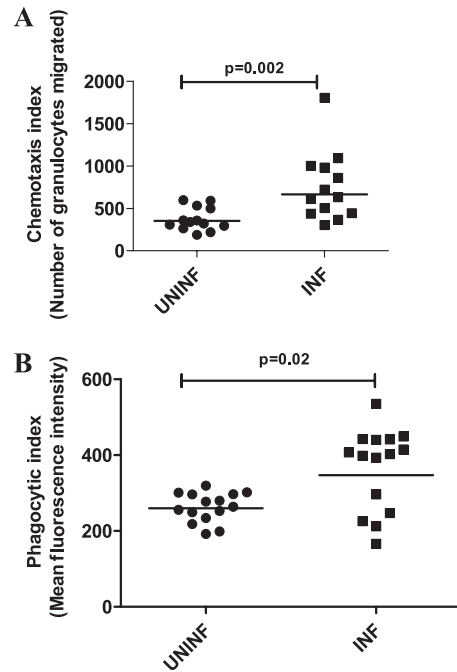 A
p=0.002
Chemotaxis index
(Number of granulocytes migrated)
2000
1500
1000
500
0
UNINF
INF
B
p=0.02
Phagocytic index
(Mean fluorescence intensity)
600
400
200
0
UNINF
INF